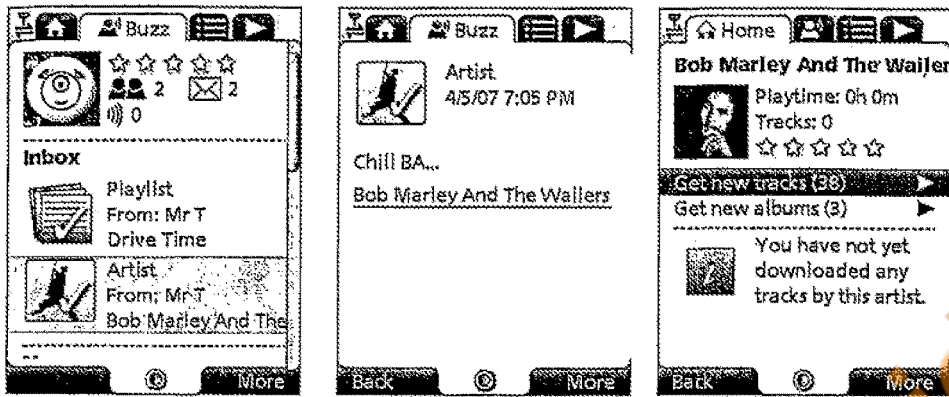 Buzz
2
2
0
Inbox
Playlist
From: Mr T
Drive Time
Artist
From: Mr T
Bob Marley And The
More
Buzz
Artist
4/5/07 7:05 PM
Chill BA...
Bob Marley And The Wailers
Back
More
Home
Bob Marley And The Wailer
Playtime: 0h 0m
Tracks: 0
Get new tracks (38)
Get new albums (3)
You have not yet
downloaded any
tracks by this artist.
Back
More